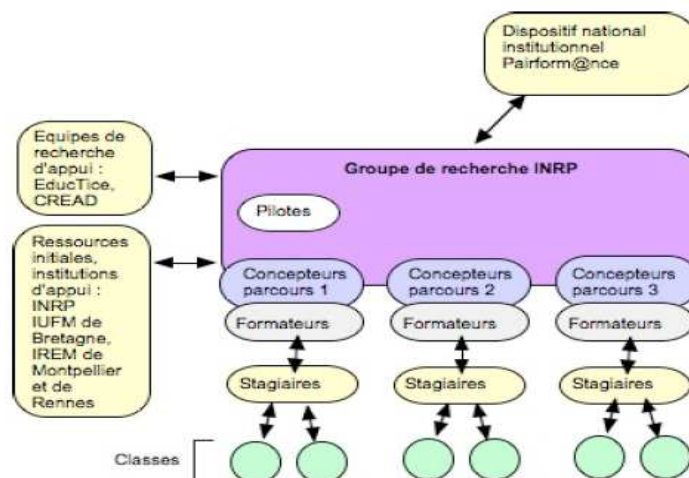 Dispositif national
institutionnel
Pairform@nce
Equipes de
recherche
d'appui :
EducTice,
CREAD
Groupe de recherche INRP
Pilotes
Ressources
initiales,
institutions
d'appui :
INRP
IUFM de
Bretagne,
IREM de
Montpellier
et de
Rennes
Concepteurs
parcours 1
Concepteurs
parcours 2
Concepteurs
parcours 3
Formateurs
Formateurs
Formateurs
Stagiaires
Stagiaires
Stagiaires
Classes